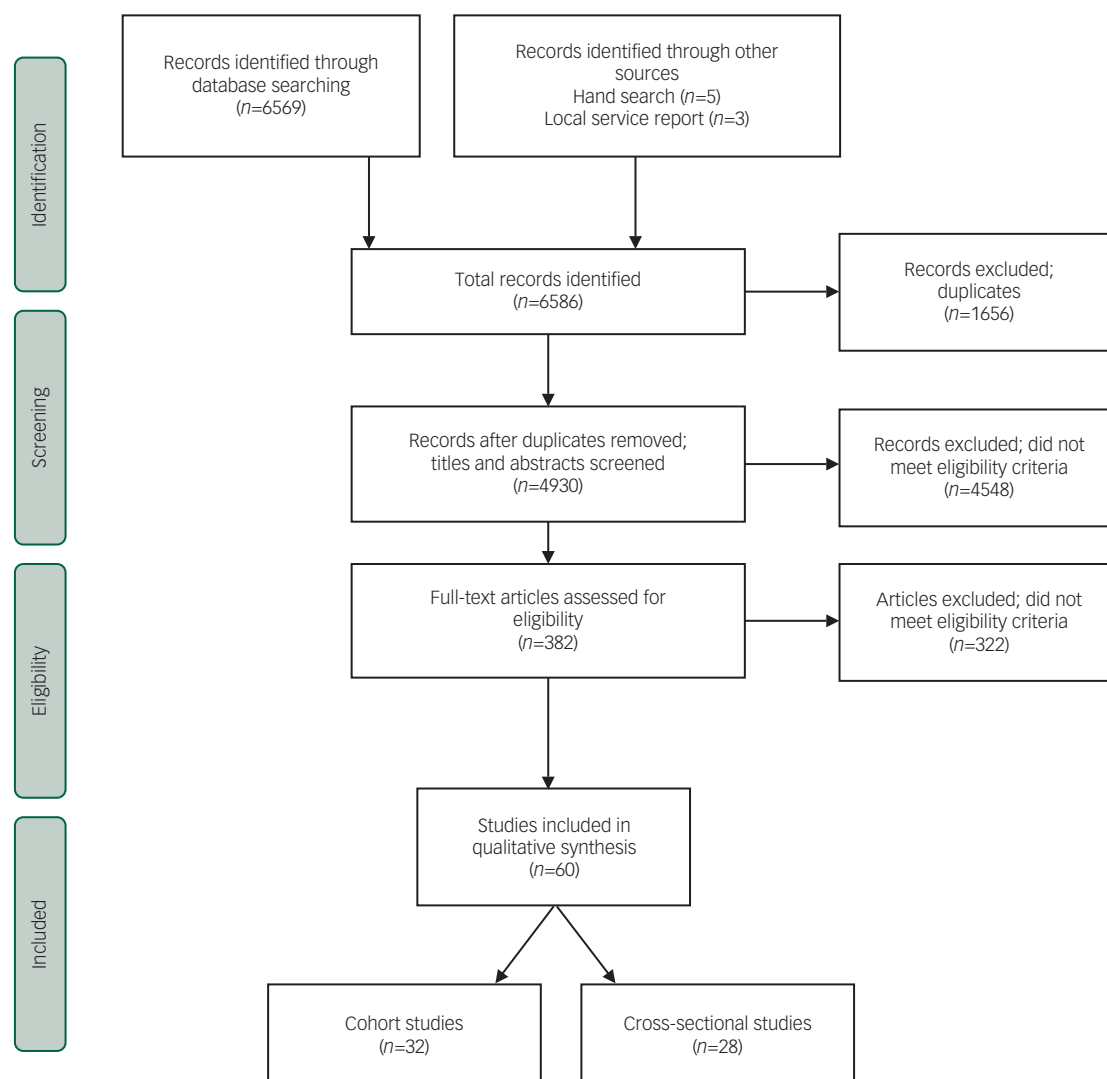 Identification
Records identified through
database searching
(n=6569)
Records identified through other
sources
Hand search (n=5)
Local service report (n=3)
Total records identified
(n=6586)
Records excluded;
duplicates
(n=1656)
Screening
Records after duplicates removed;
titles and abstracts screened
(n=4930)
Records excluded; did not
meet eligibility criteria
(n=4548)
Eligibility
Full-text articles assessed for
eligibility
(n=382)
Articles excluded; did not
meet eligibility criteria
(n=322)
Included
Studies included in
qualitative synthesis
(n=60)
Cohort studies
(n=32)
Cross-sectional studies
(n=28)